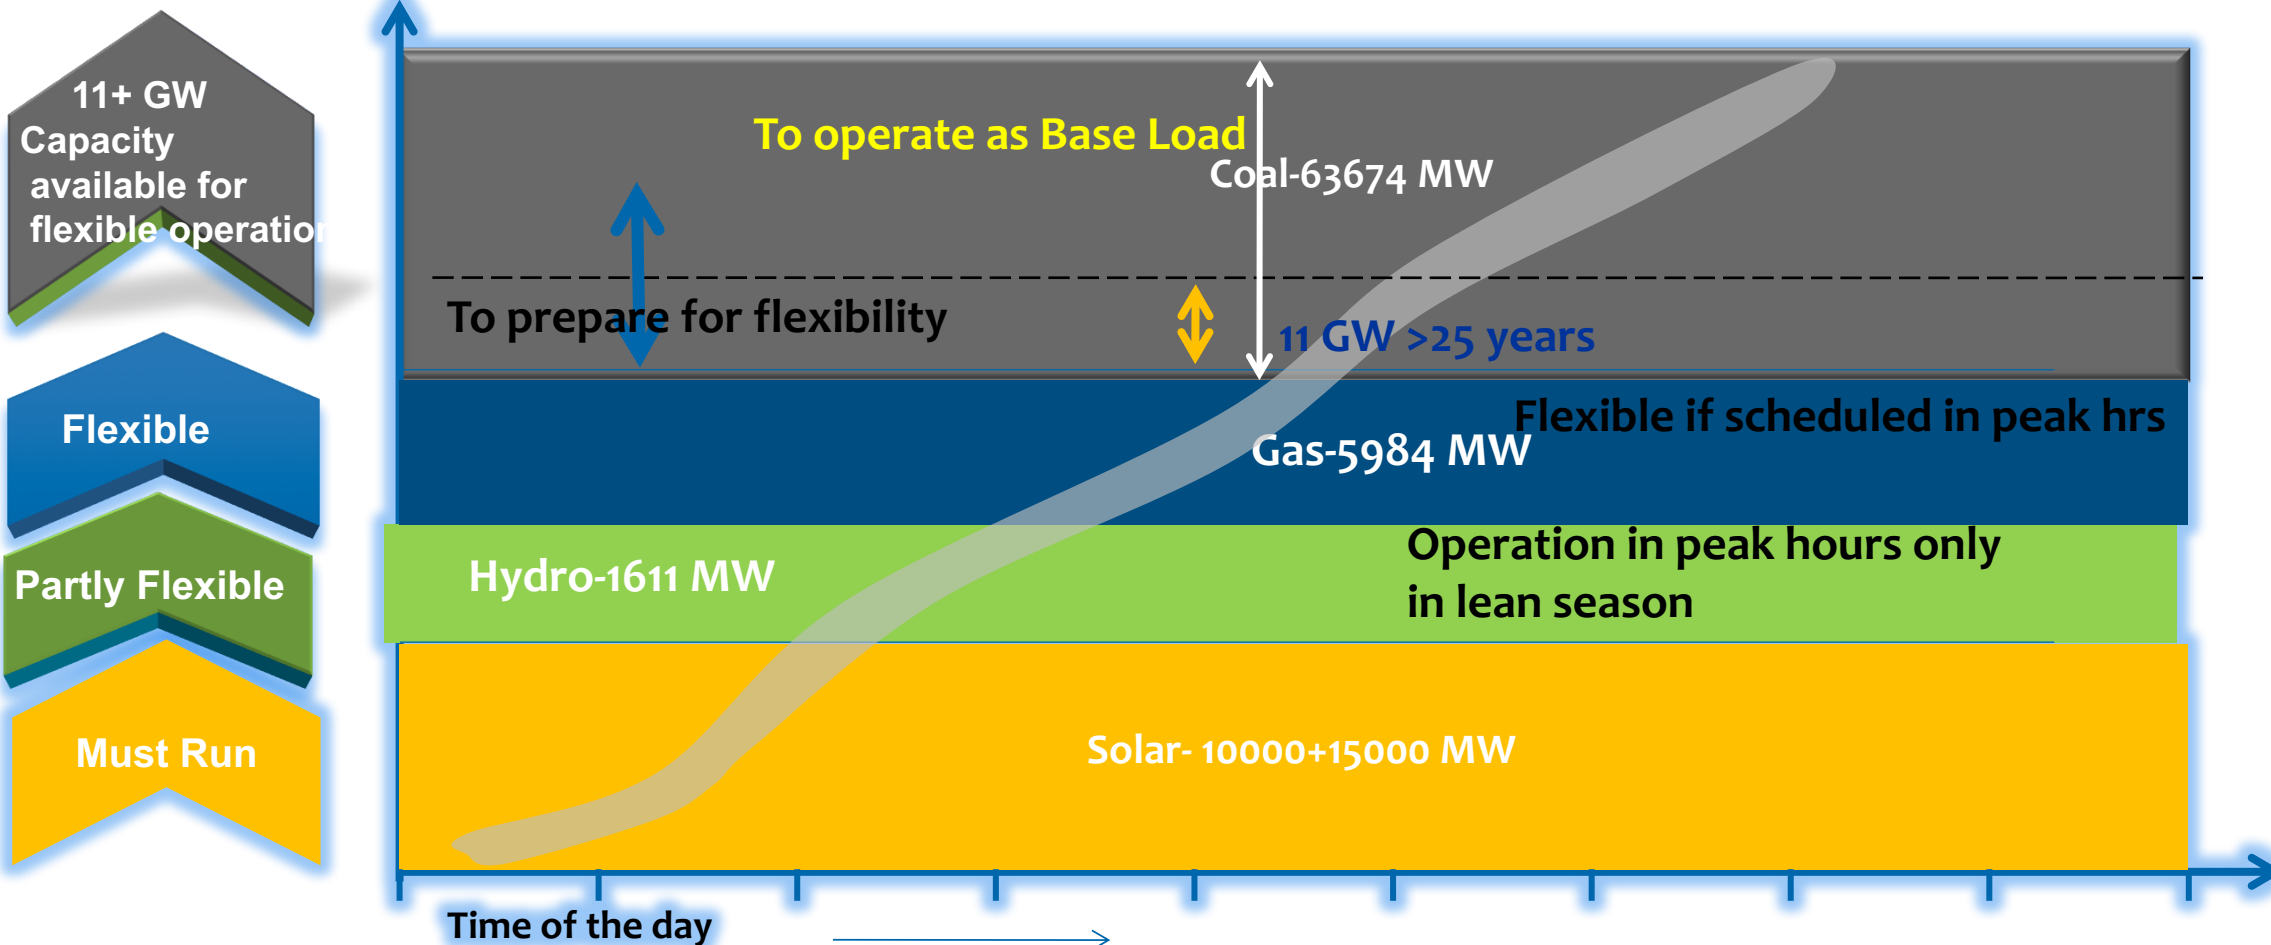 11+ GW
Capacity
available for
flexible operation
Flexible
Partly Flexible
Must Run
To operate as Base Load
Coal-63674 MW
To prepare for flexibility
11 GW >25 years
Flexible if scheduled in peak hrs
Gas-5984 MW
Operation in peak hours only
in lean season
Hydro-1611 MW
Solar- 10000+15000 MW
Time of the day